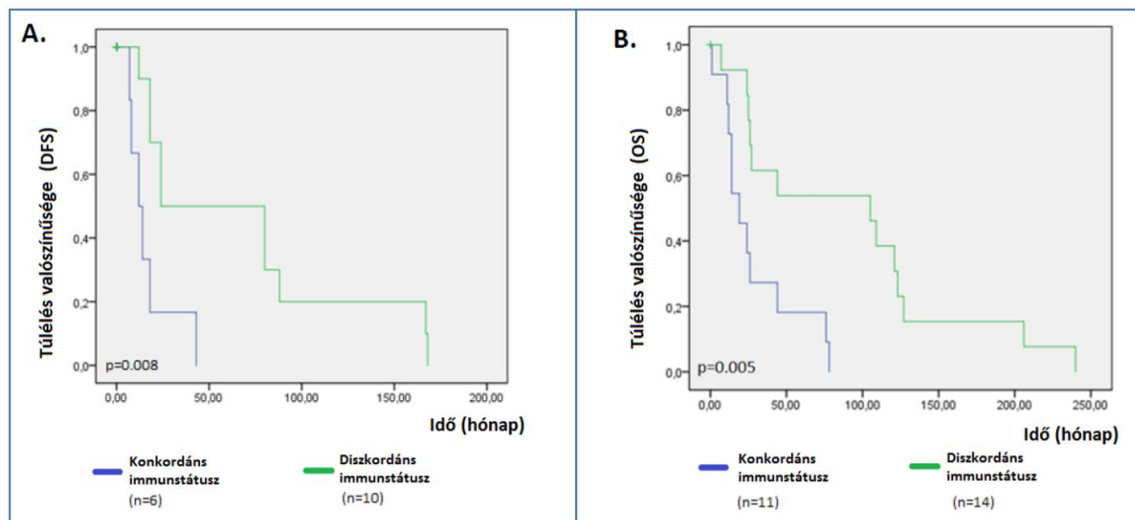 A.
Túlélés valószínűsége (DFS)
1,0
0,8
0,6
0,4
0,2
0,0
p=0.008
0,00
50,00
100,00
150,00
200,00
Idő (hónap)
Konkordáns
immunstátusz
(n=6)
Diszkordáns
immunstátusz
(n=10)
B.
Túlélés valószínűsége (OS)
1,0
0,8
0,6
0,4
0,2
0,0
p=0.005
0,00
50,00
100,00
150,00
200,00
250,00
Idő (hónap)
Konkordáns
immunstátusz
(n=11)
Diszkordáns
immunstátusz
(n=14)